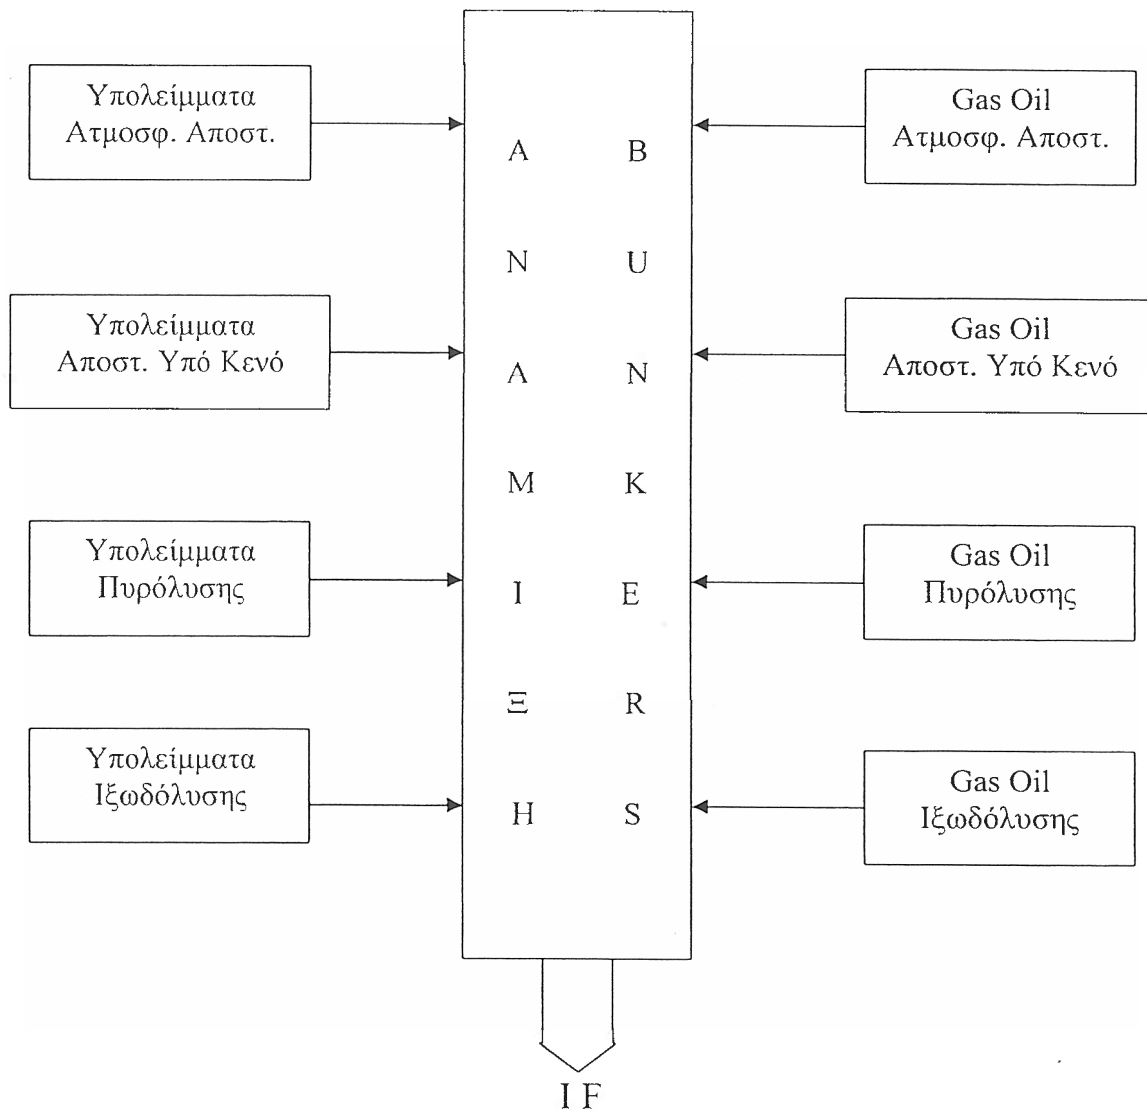 Υπολείμματα
Ατμοσφ. Αποστ.
Gas Oil
Ατμοσφ. Αποστ.
Υπολείμματα
Αποστ. Υπό Κενό
Gas Oil
Αποστ. Υπό Κενό
Υπολείμματα
Πυρόλυσης
Gas Oil
Πυρόλυσης
Υπολείμματα
Ιξωδόλυσης
Gas Oil
Ιξωδόλυσης
Α Β
Ν U
Α Ν
Μ Κ
Ι Ε
Ξ R
Η S
I F